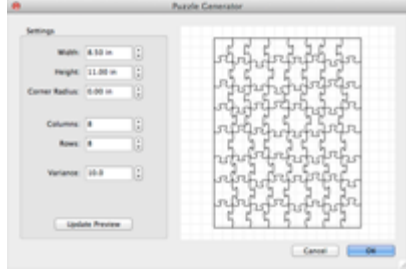 Puzzle Generator
Settings
Width: 8.50 in
Height: 11.00 in
Corner Radius: 0.00 in
Columns: 8
Rows: 8
Variance: 10.0
Update Preview
Cancel
OK